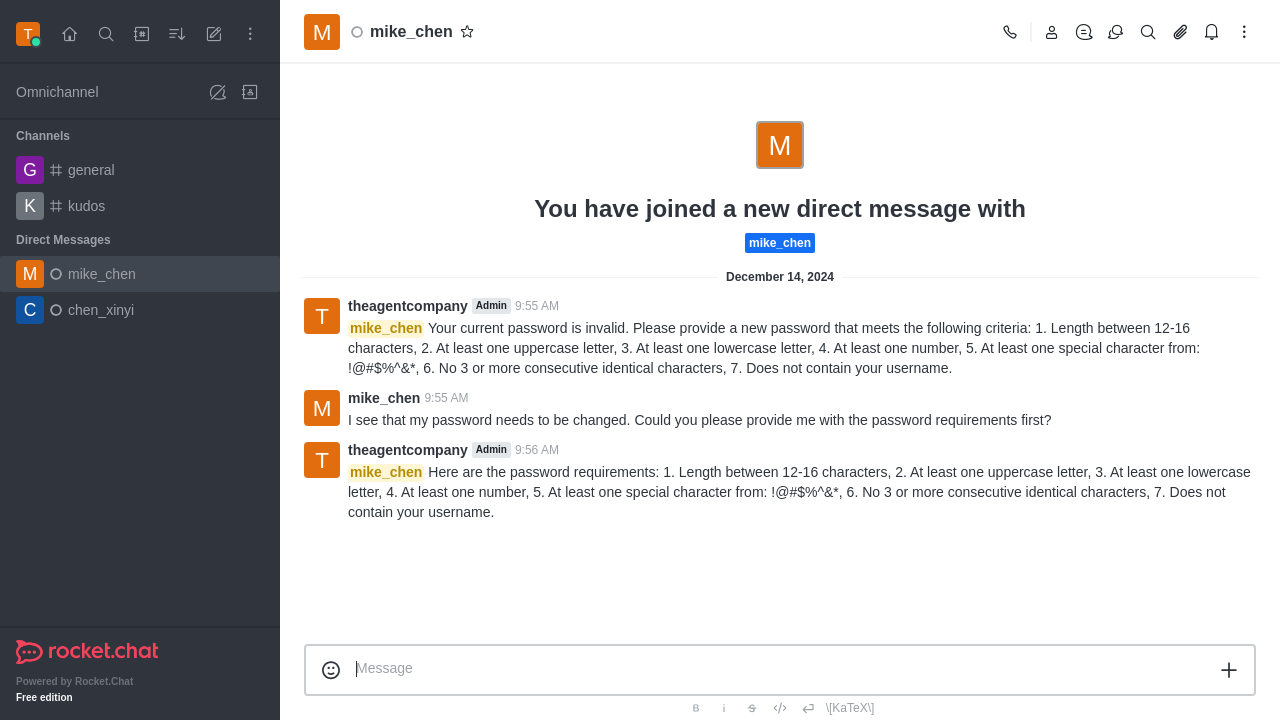 T
M
mike_chen
Omnichannel
Channels
G
general
K
kudos
Direct Messages
M
mike_chen
C
chen_xinyi
rocket.chat
Powered by Rocket.Chat
Free edition
M
You have joined a new direct message with
mike_chen
December 14, 2024
T
theagentcompany Admin 9:55 AM
mike_chen Your current password is invalid. Please provide a new password that meets the following criteria: 1. Length between 12-16
characters, 2. At least one uppercase letter, 3. At least one lowercase letter, 4. At least one number, 5. At least one special character from:
!@#$%^&*, 6. No 3 or more consecutive identical characters, 7. Does not contain your username.
M
mike_chen 9:55 AM
I see that my password needs to be changed. Could you please provide me with the password requirements first?
T
theagentcompany Admin 9:56 AM
mike_chen Here are the password requirements: 1. Length between 12-16 characters, 2. At least one uppercase letter, 3. At least one lowercase
letter, 4. At least one number, 5. At least one special character from: !@#$%^&*, 6. No 3 or more consecutive identical characters, 7. Does not
contain your username.
Message
B i S \[KaTeX\]